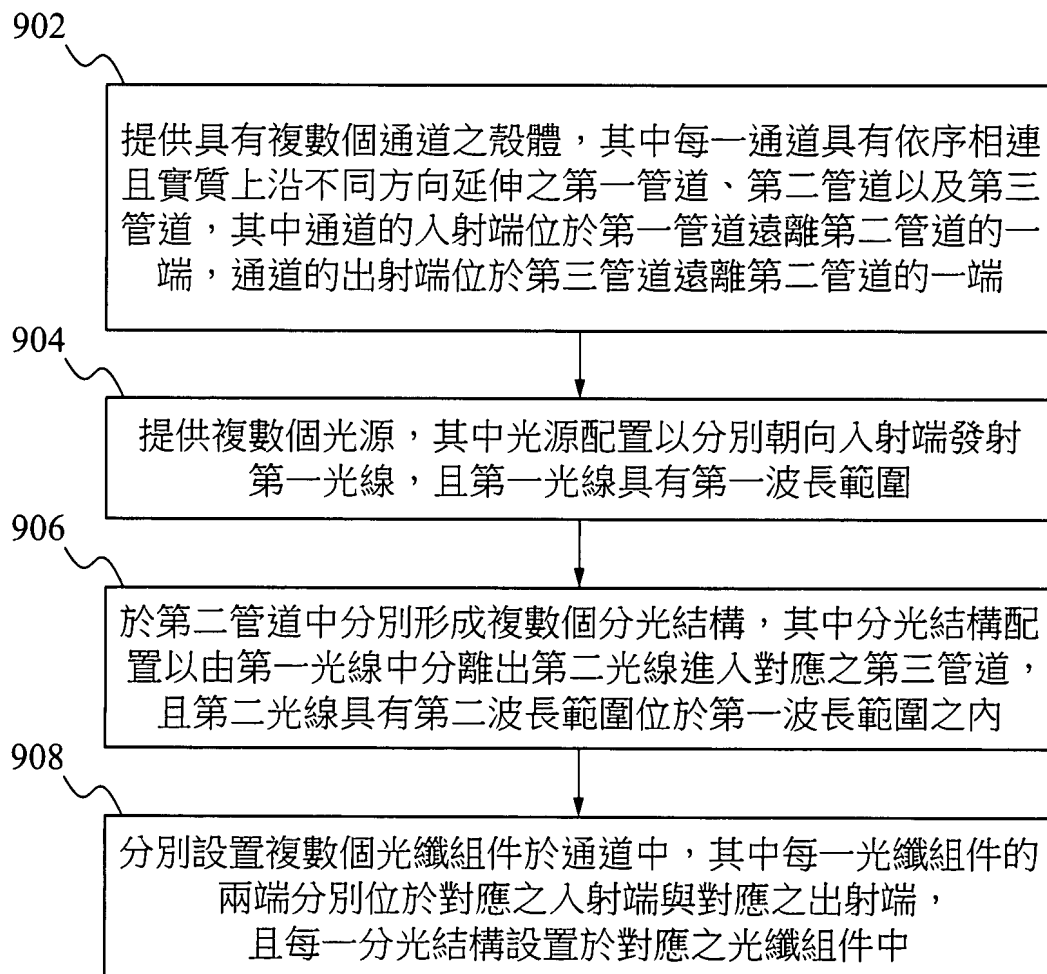 902
提供具有複數個通道之殼體，其中每一通道具有依序相連
且實質上沿不同方向延伸之第一管道、第二管道以及第三
管道，其中通道的入射端位於第一管道遠離第二管道的一
端，通道的出射端位於第三管道遠離第二管道的一端
904
提供複數個光源，其中光源配置以分別朝向入射端發射
第一光線，且第一光線具有第一波長範圍
906
於第二管道中分別形成複數個分光結構，其中分光結構配
置以由第一光線中分離出第二光線進入對應之第三管道，
且第二光線具有第二波長範圍位於第一波長範圍之內
908
分別設置複數個光纖組件於通道中，其中每一光纖組件的
兩端分別位於對應之入射端與對應之出射端，
且每一分光結構設置於對應之光纖組件中